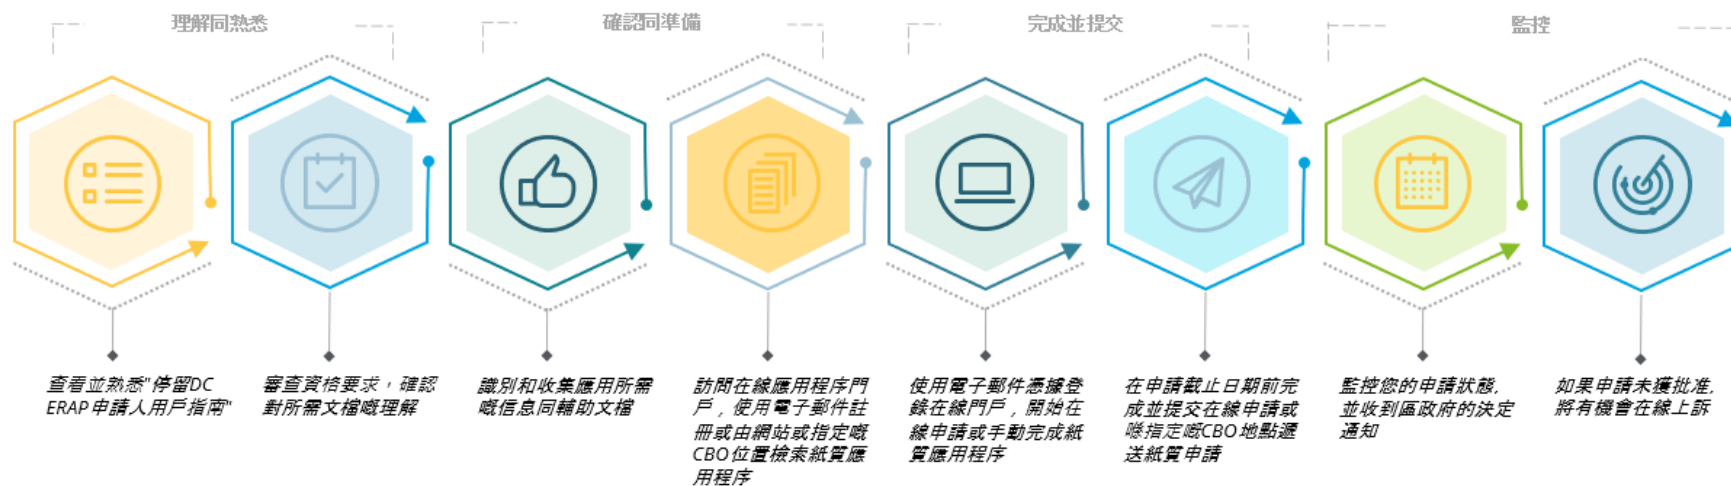 理解同熟悉
確認同準備
完成並提交
監控
查看並熟悉"停留DC
ERAP申請人用戶指南"
審查資格要求，確認
對所需文檔嘅理解
識別和收集應用所需
嘅信息同輔助文檔
訪問在線應用程序門
戶，使用電子郵件註
冊或由網站或指定嘅
CBO位置檢索紙質應
用程序
使用電子郵件憑據登
錄在線門戶，開始在
線申請或手動完成紙
質應用程序
在申請截止日期前完
成並提交在線申請或
喺指定嘅CBO地點遞
送紙質申請
監控您的申請狀態,
並收到區政府的決定
通知
如果申請未獲批准,
將有機會在線上訴